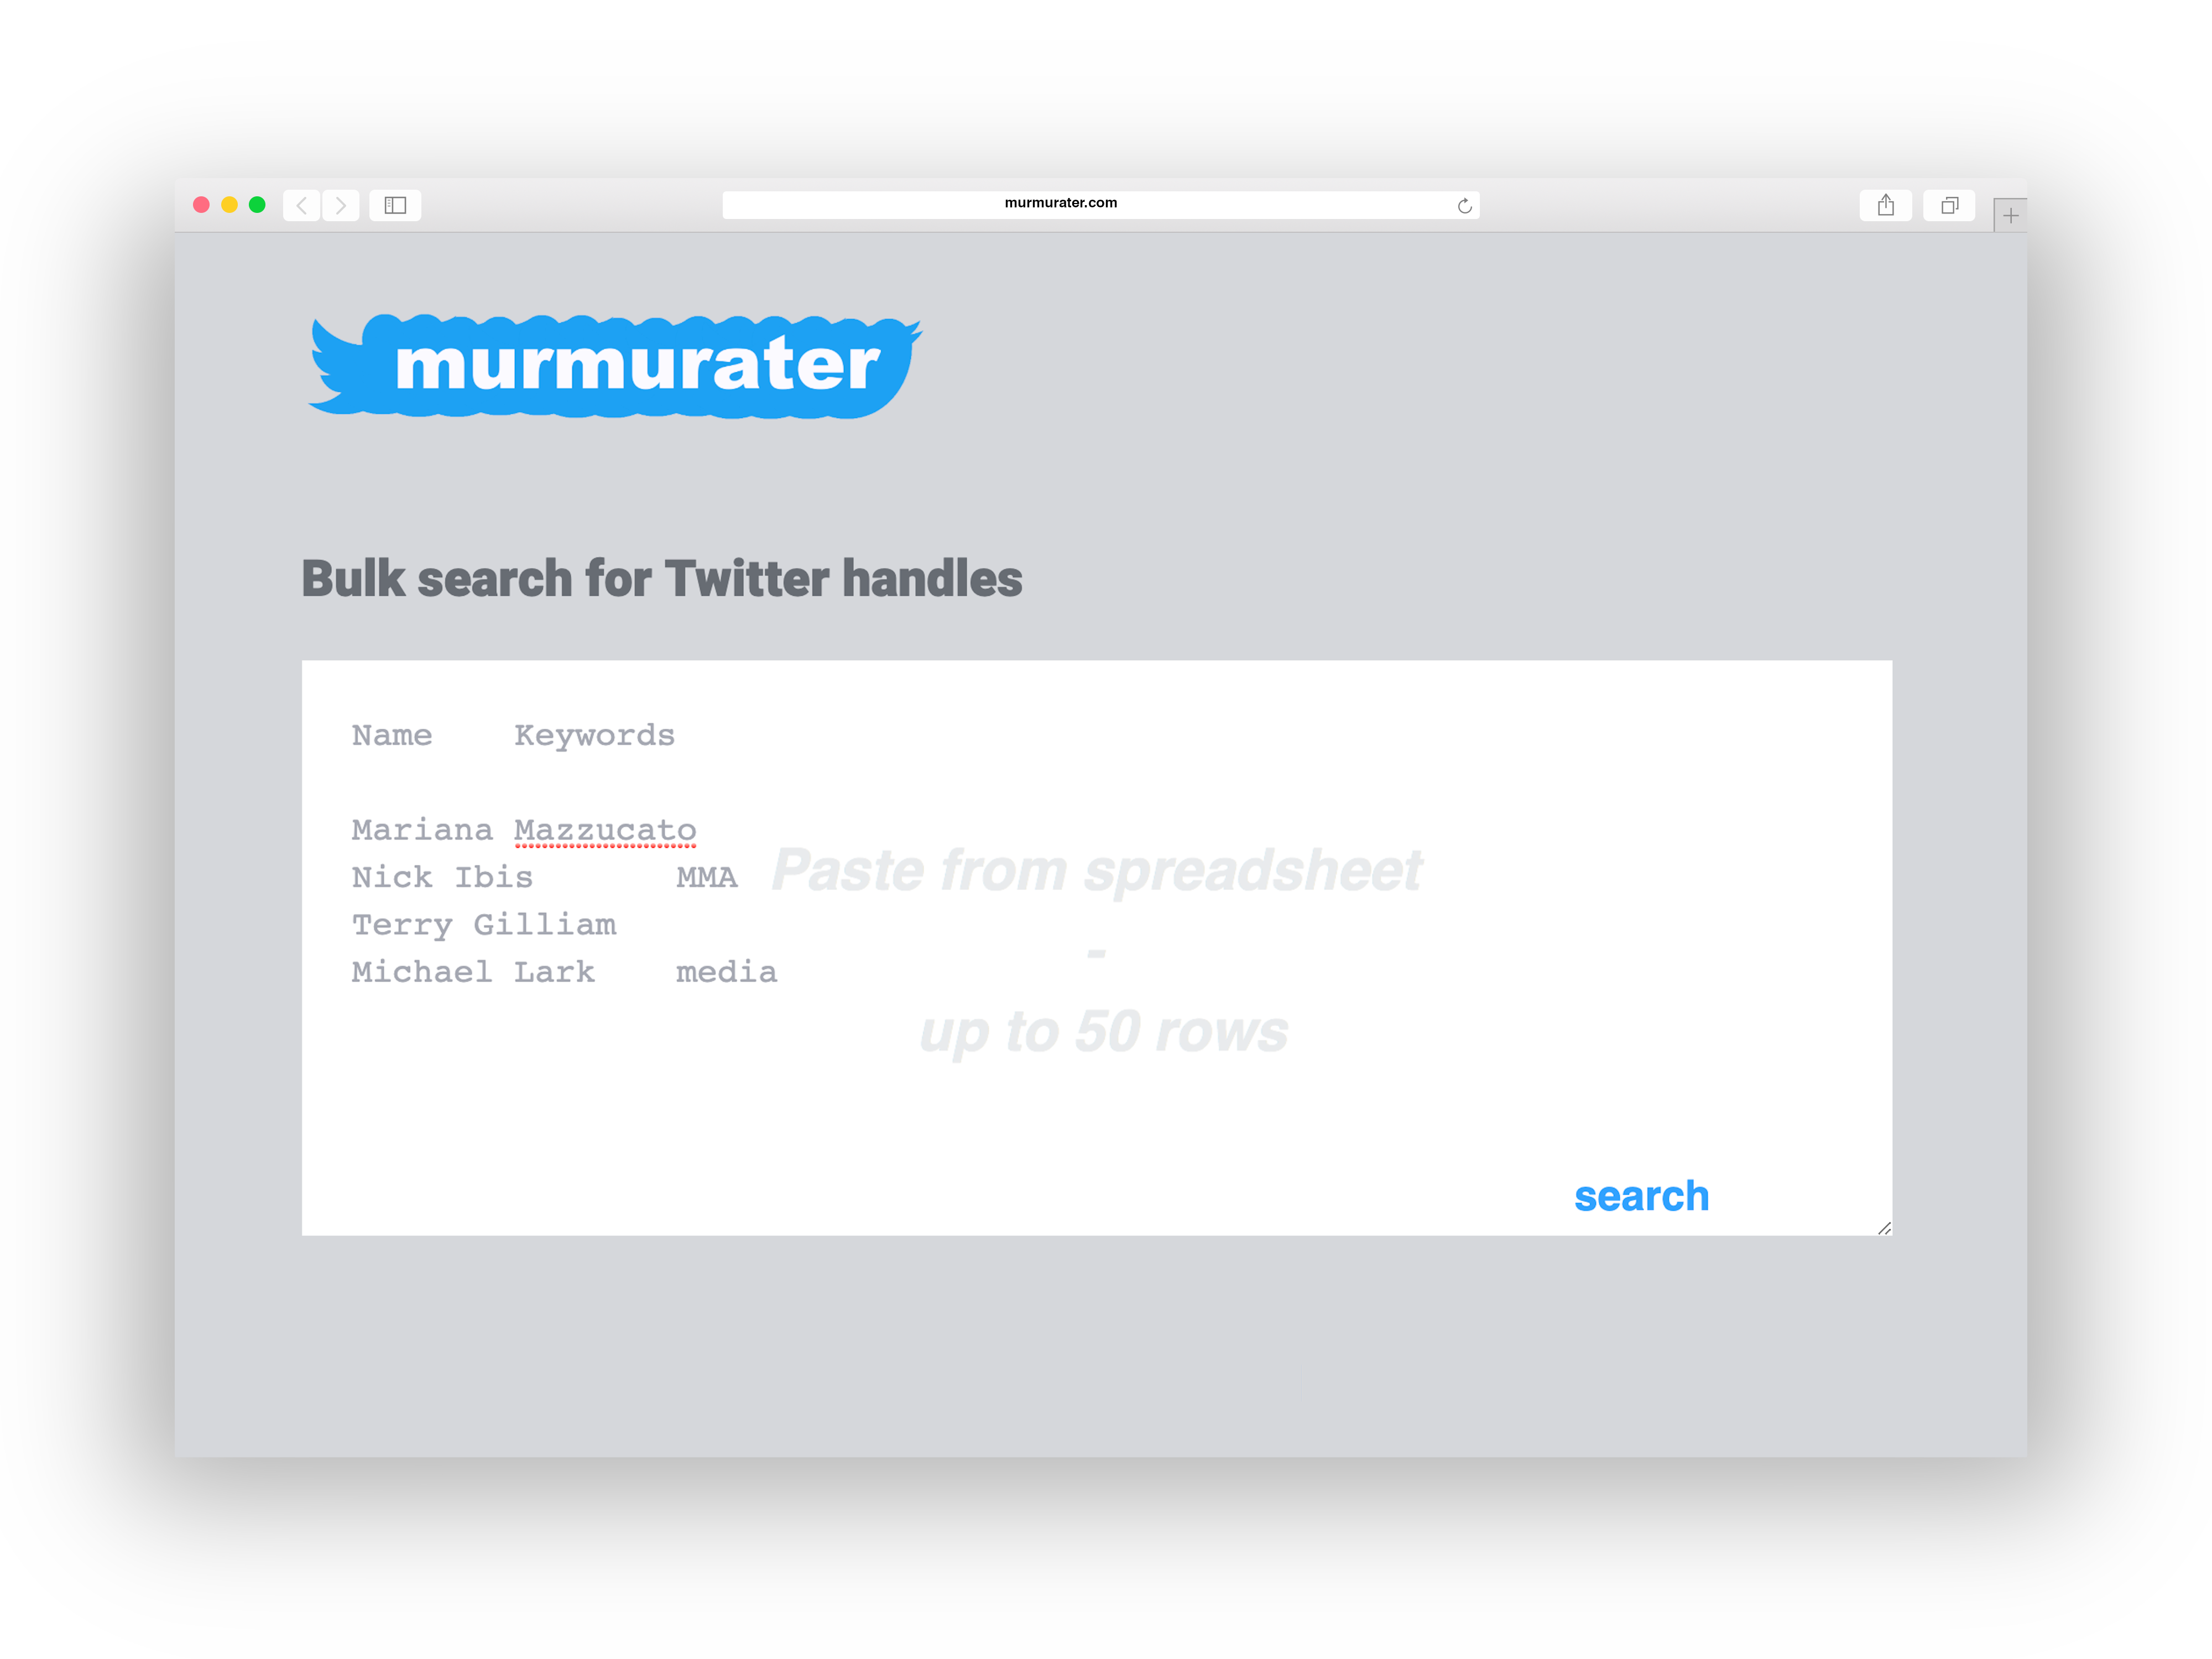 murmurater.com
murmurater
Bulk search for Twitter handles
Name Keywords
Mariana Mazzucato
Nick Ibis MMA
Terry Gilliam
Michael Lark media
Paste from spreadsheet
-
up to 50 rows
search